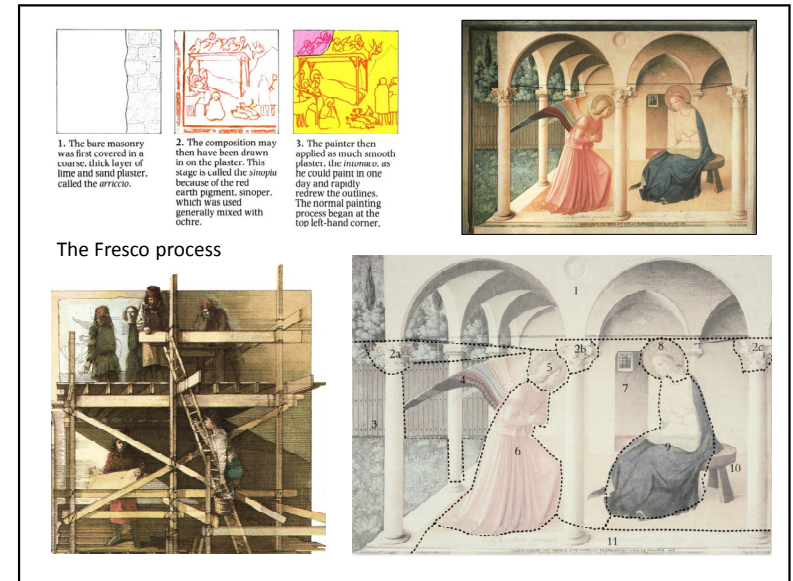 1. The bare masonry
was first covered in a
coarse, thick layer of
lime and sand plaster,
called the arriccio.
2. The composition may
then have been drawn
in on the plaster. This
stage is called the sinopia
because of the red
earth pigment, sinoper,
which was used
generally mixed with
ochre.
3. The painter then
applied as much smooth
plaster, the intonaco, as
he could paint in one
day and rapidly
redrew the outlines.
The normal painting
process began at the
top left-hand corner.
The Fresco process
1
2a
2b
8
2c
5
4
7
3
6
9
10
11